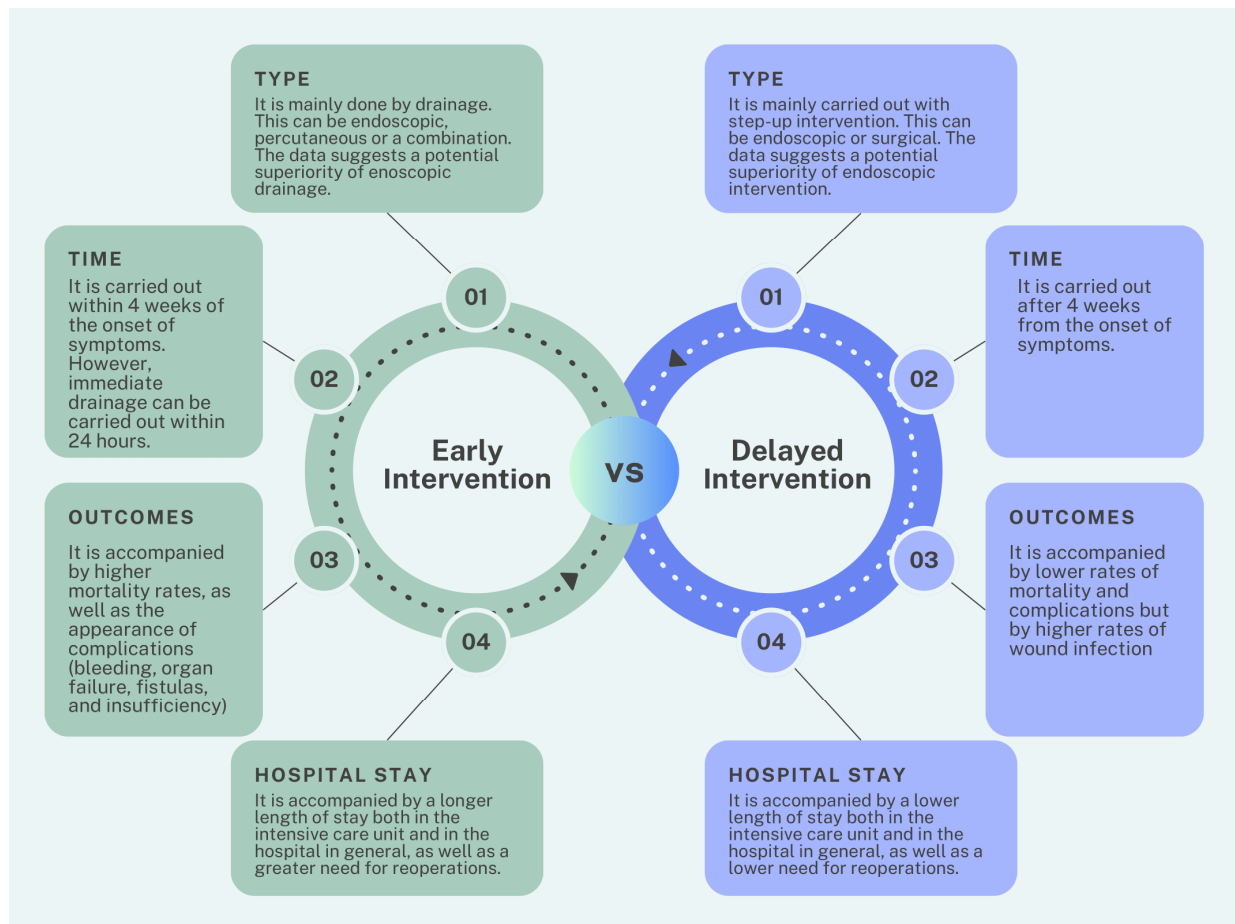 TYPE
It is mainly done by drainage.
This can be endoscopic,
percutaneous or a combination.
The data suggests a potential
superiority of enoscopic
drainage.
TYPE
It is mainly carried out with
step-up intervention. This can
be endoscopic or surgical. The
data suggests a potential
superiority of endoscopic
intervention.
TIME
It is carried out
within 4 weeks of
the onset of
symptoms.
However,
immediate
drainage can be
carried out within
24 hours.
TIME
It is carried out
after 4 weeks
from the onset of
symptoms.
01
02
03
04
Early
Intervention
vs
Delayed
Intervention
01
02
03
04
OUTCOMES
It is accompanied
by higher
mortality rates, as
well as the
appearance of
complications
(bleeding, organ
failure, fistulas,
and insufficiency)
OUTCOMES
It is accompanied
by lower rates of
mortality and
complications but
by higher rates of
wound infection
HOSPITAL STAY
It is accompanied by a longer
length of stay both in the
intensive care unit and in the
hospital in general, as well as a
greater need for reoperations.
HOSPITAL STAY
It is accompanied by a lower
length of stay both in the
intensive care unit and in the
hospital in general, as well as a
lower need for reoperations.